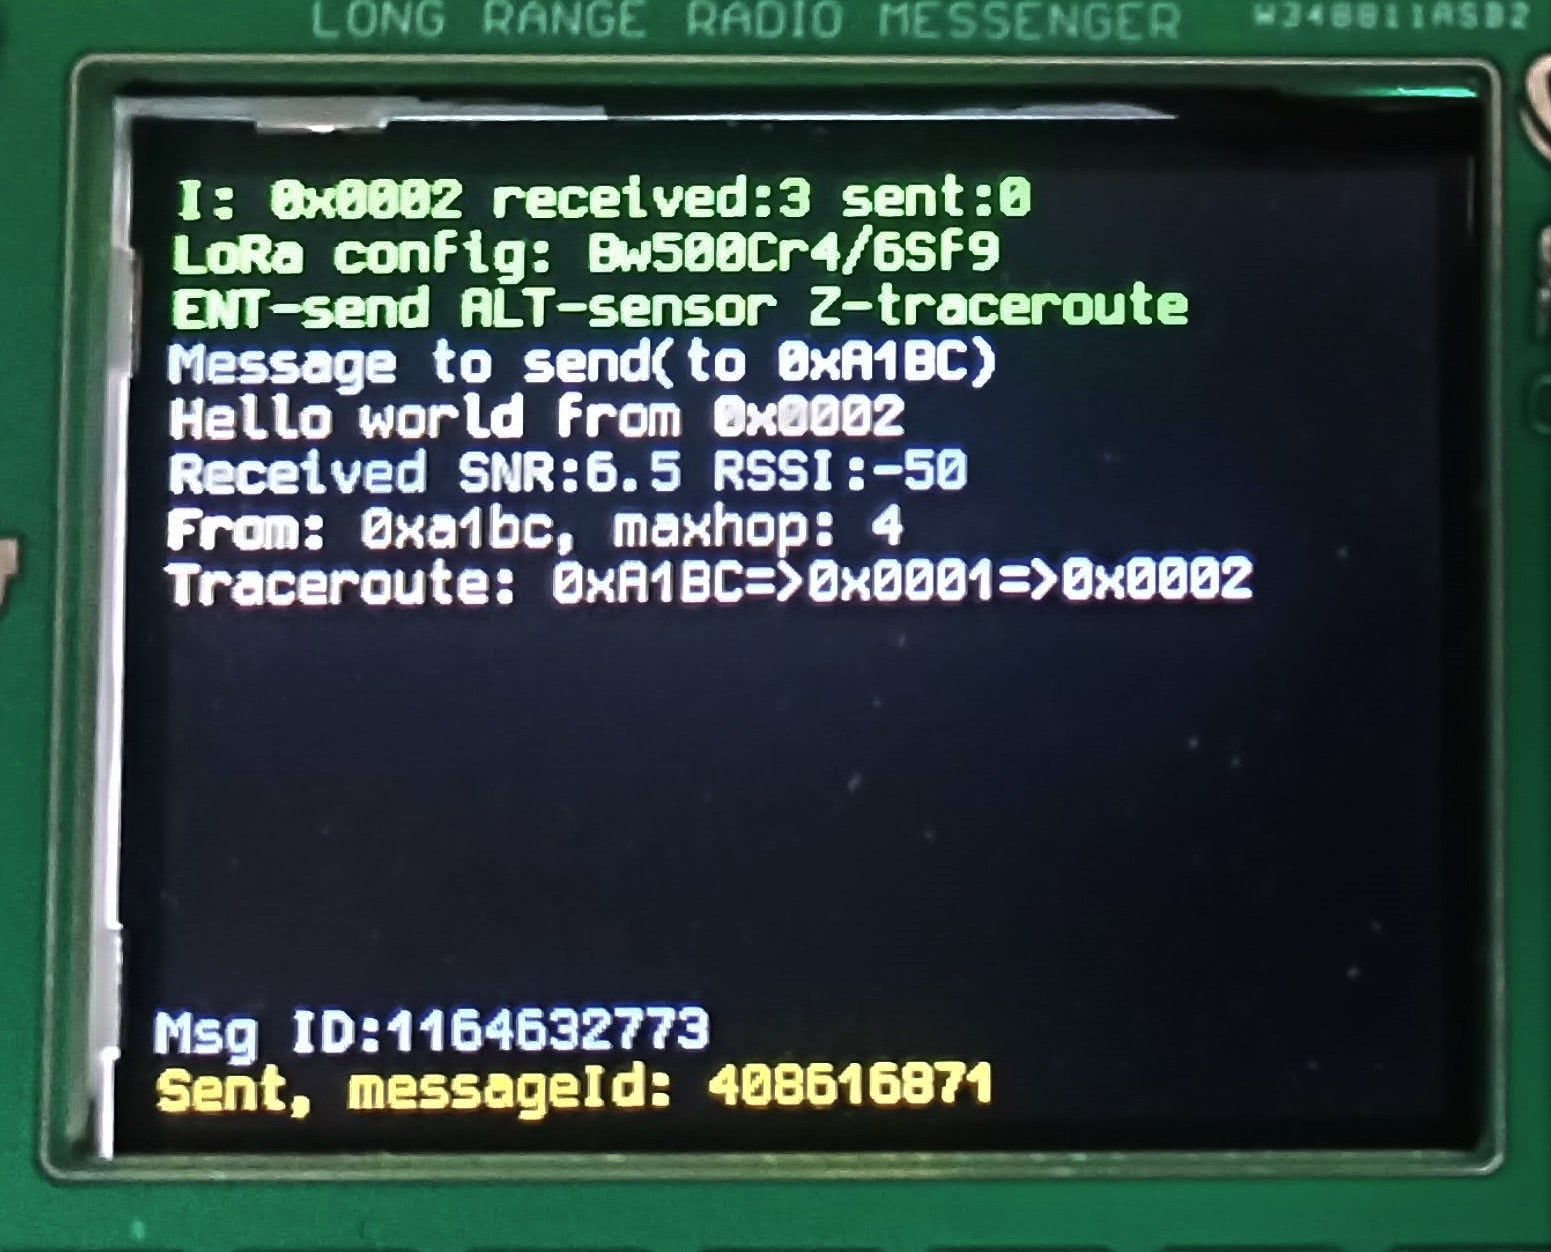 LONG RANGE RADIO MESSENGER
I: 0x0002 received:3 sent:0
LoRa config: Bw500Cr4/6Sf9
ENT-send ALT-sensor Z-traceroute
Message to send(to 0xA1BC)
Hello world from 0x0002
Received SNR:6.5 RSSI:-50
From: 0xa1bc, maxhop: 4
Traceroute: 0xA1BC=>0x0001=>0x0002
Msg ID:1164632773
Sent, messageId: 408616871